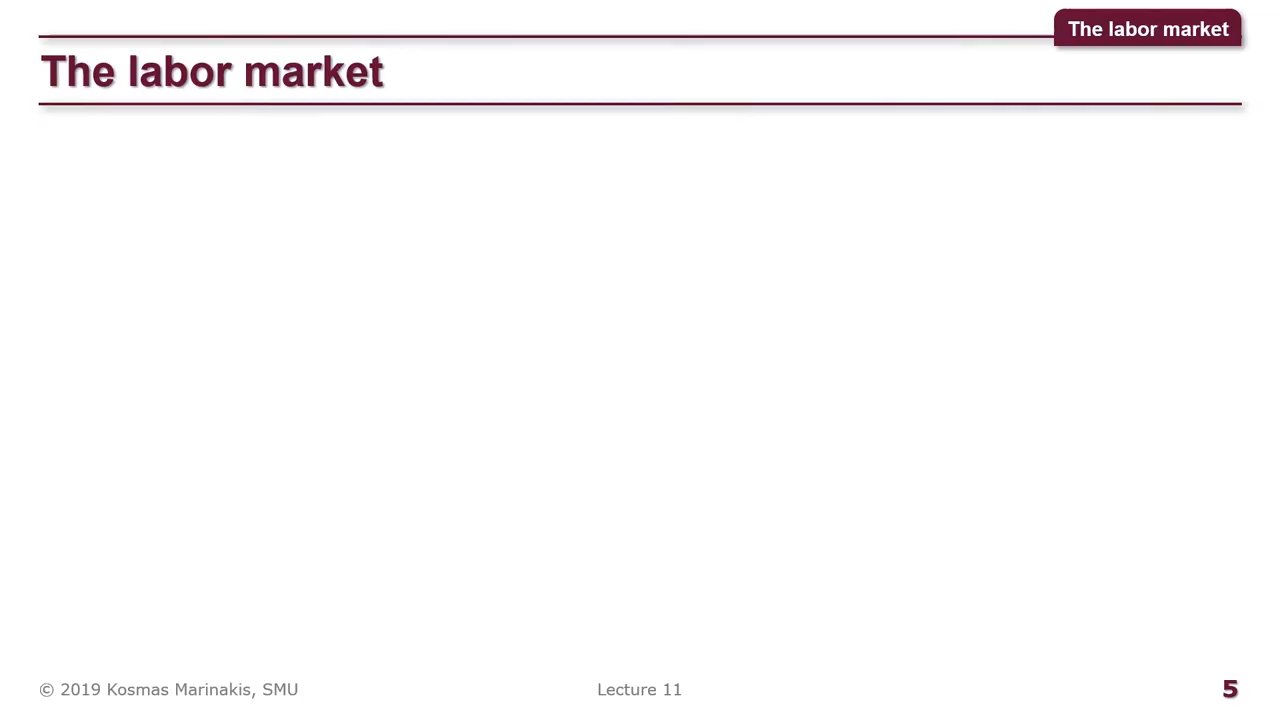 The labor market
The labor market
© 2019 Kosmas Marinakis, SMU
Lecture 11
5